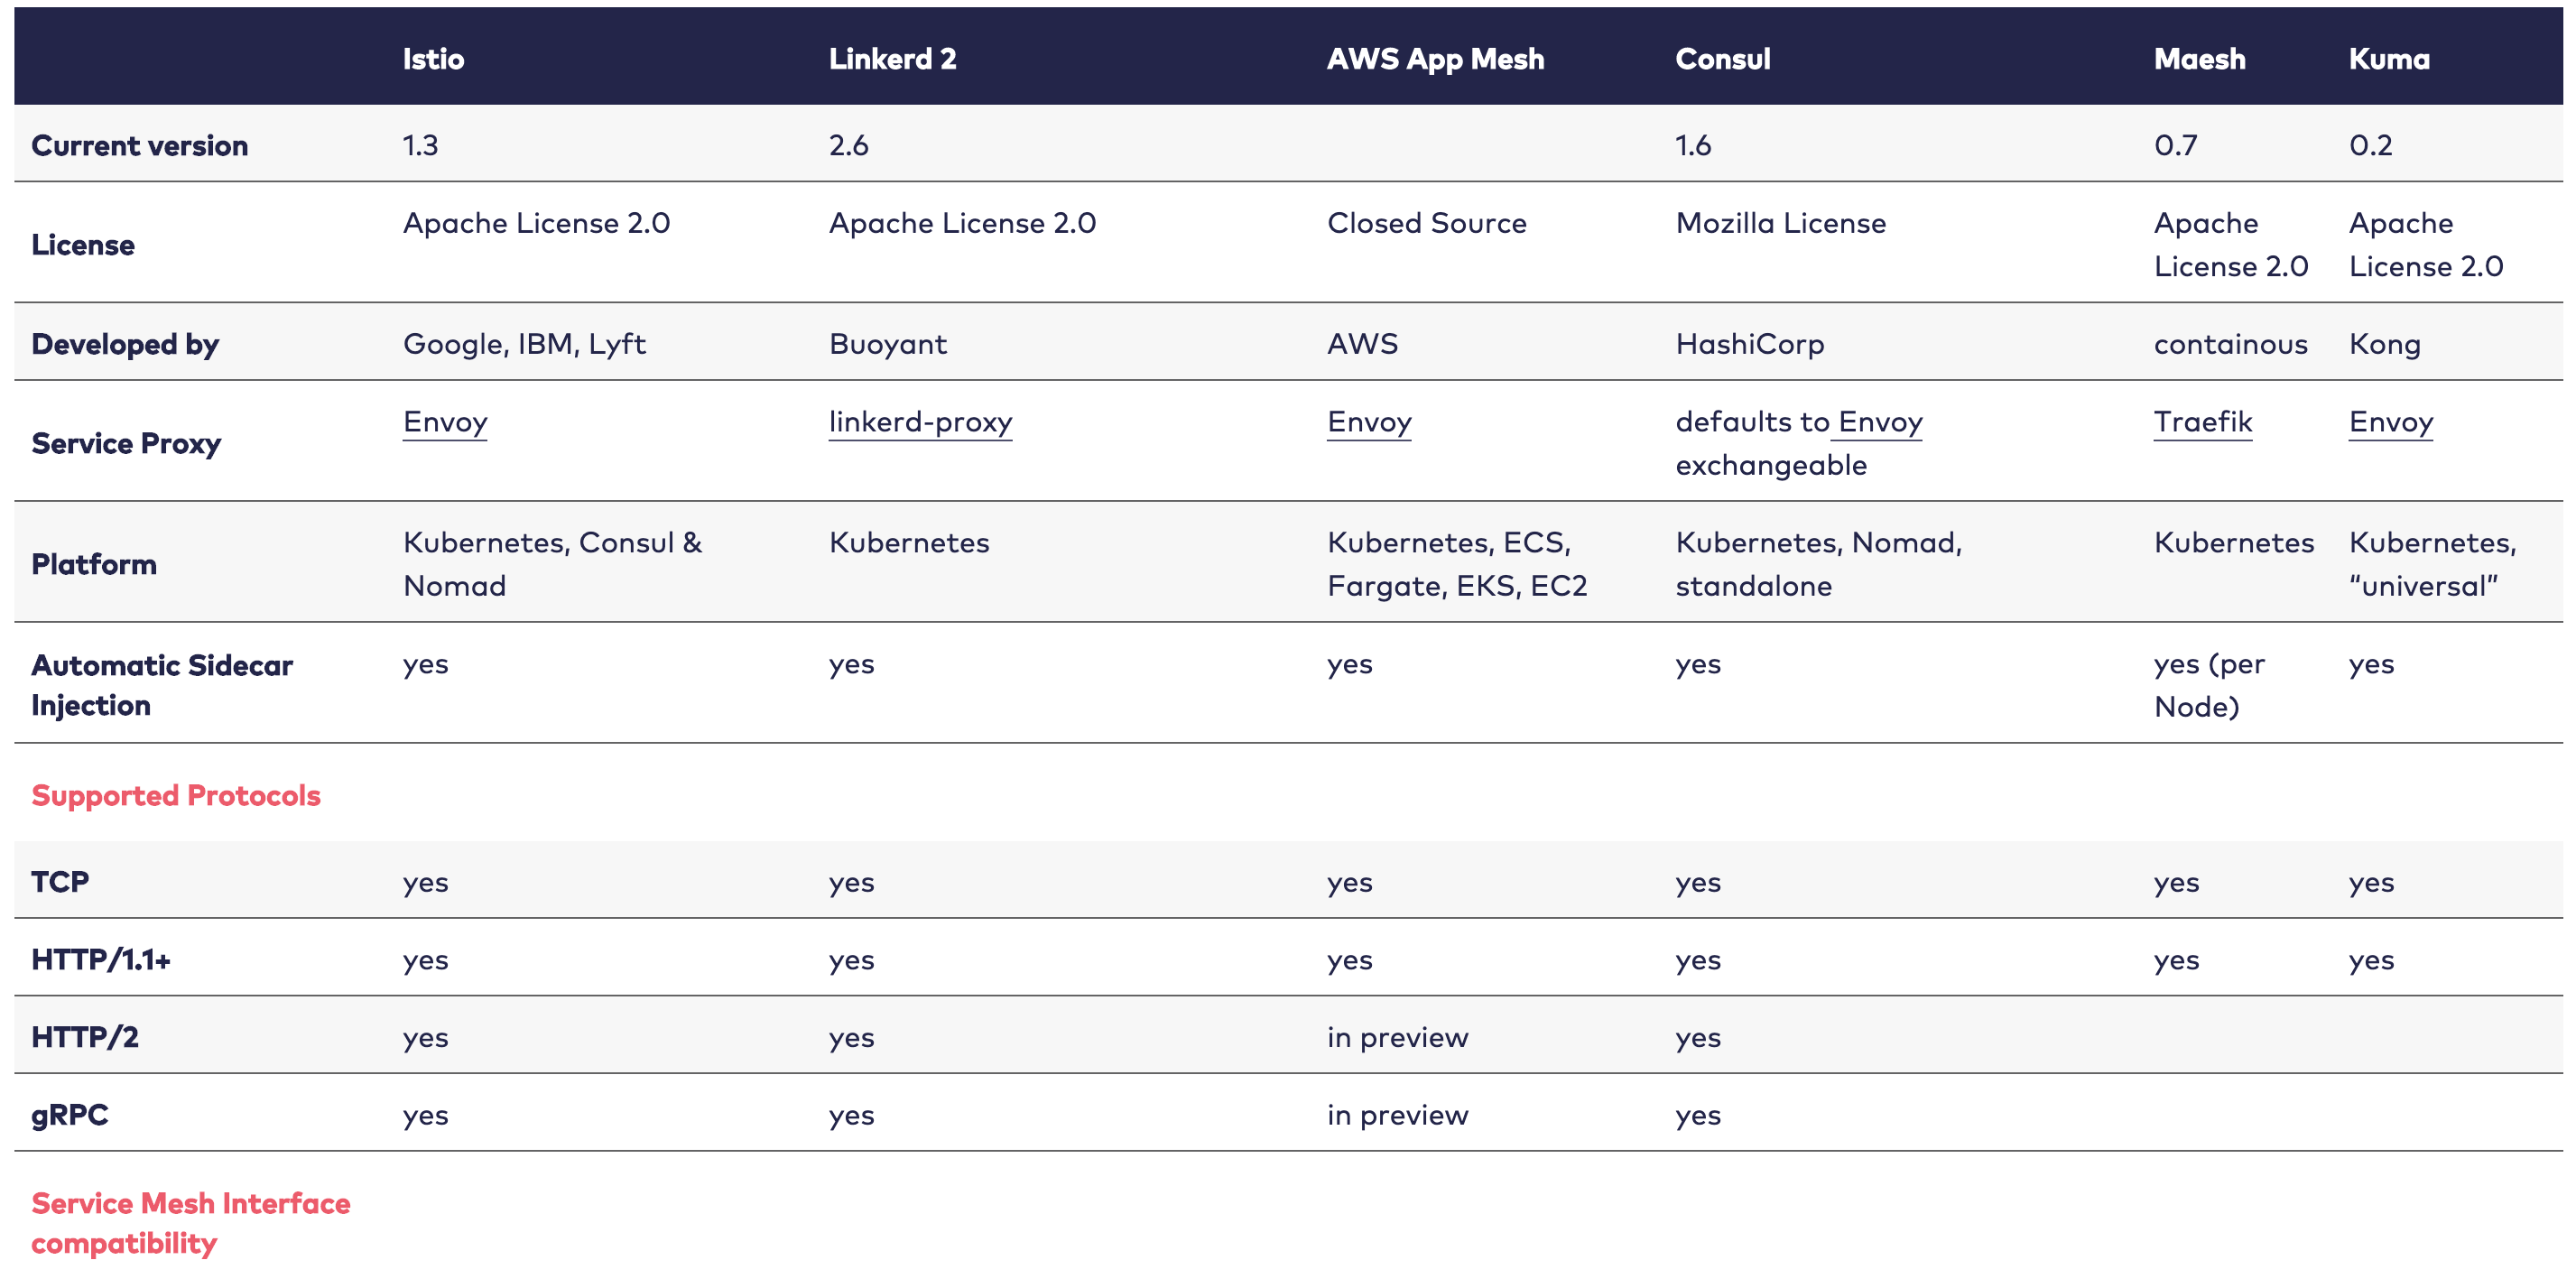 Istio Linkerd 2 AWS App Mesh Consul Maesh Kuma
Current version 1.3 2.6 1.6 0.7 0.2
License Apache License 2.0 Apache License 2.0 Closed Source Mozilla License Apache License 2.0 Apache License 2.0
Developed by Google, IBM, Lyft Buoyant AWS HashiCorp containous Kong
Service Proxy Envoy linkerd-proxy Envoy defaults to Envoy exchangeable Traefik Envoy
Platform Kubernetes, Consul & Nomad Kubernetes Kubernetes, ECS, Fargate, EKS, EC2 Kubernetes, Nomad, standalone Kubernetes Kubernetes, “universal”
Automatic Sidecar Injection yes yes yes yes yes (per Node) yes
Supported Protocols
TCP yes yes yes yes yes yes
HTTP/1.1+ yes yes yes yes yes yes
HTTP/2 yes yes in preview yes
gRPC yes yes in preview yes
Service Mesh Interface
compatibility